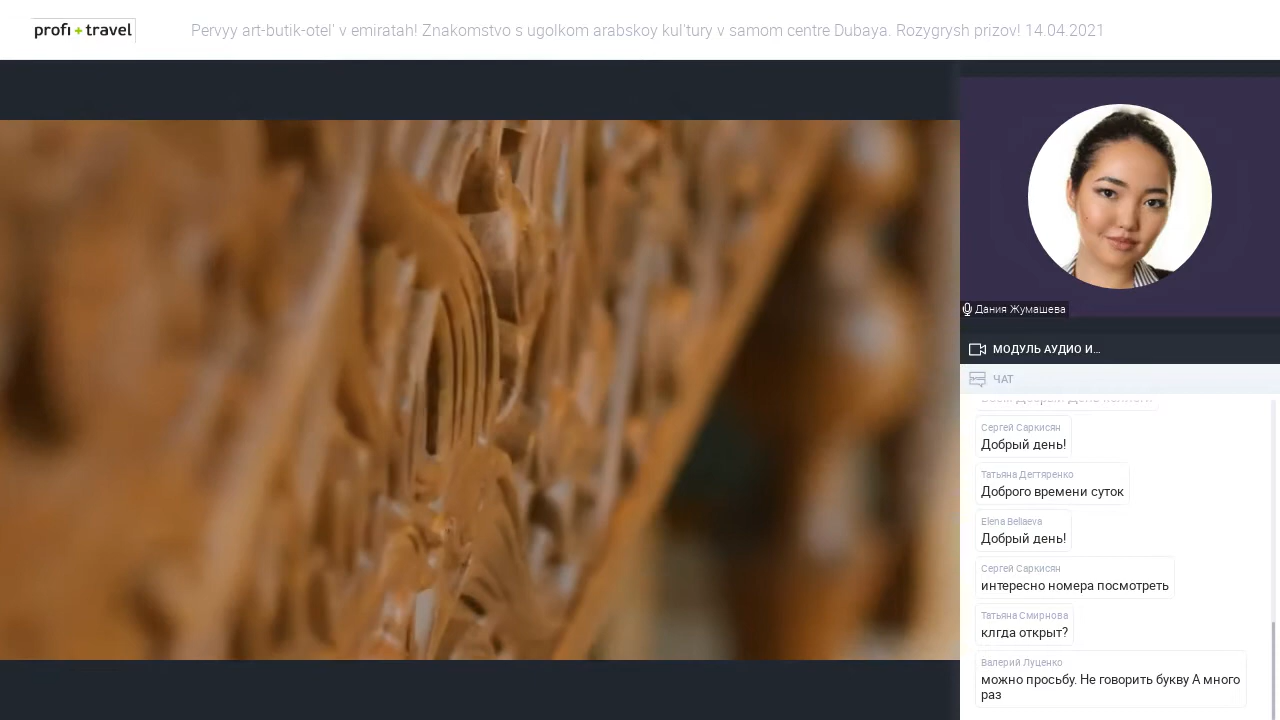 profi + travel
Pervyy art-butik-otel' v emiratah! Znakomstvo s ugolkom arabskoy kul'tury v samom centre Dubaya. Rozygrysh prizov! 14.04.2021
Дания Жумашева
МОДУЛЬ АУДИО И...
ЧАТ
Сергей Саркисян
Добрый день!
Татьяна Дегтяренко
Доброго времени суток
Elena Beliaeva
Добрый день!
Сергей Саркисян
интересно номера посмотреть
Татьяна Смирнова
клгда открыт?
Валерий Луценко
можно просьбу. Не говорить букву А много
раз